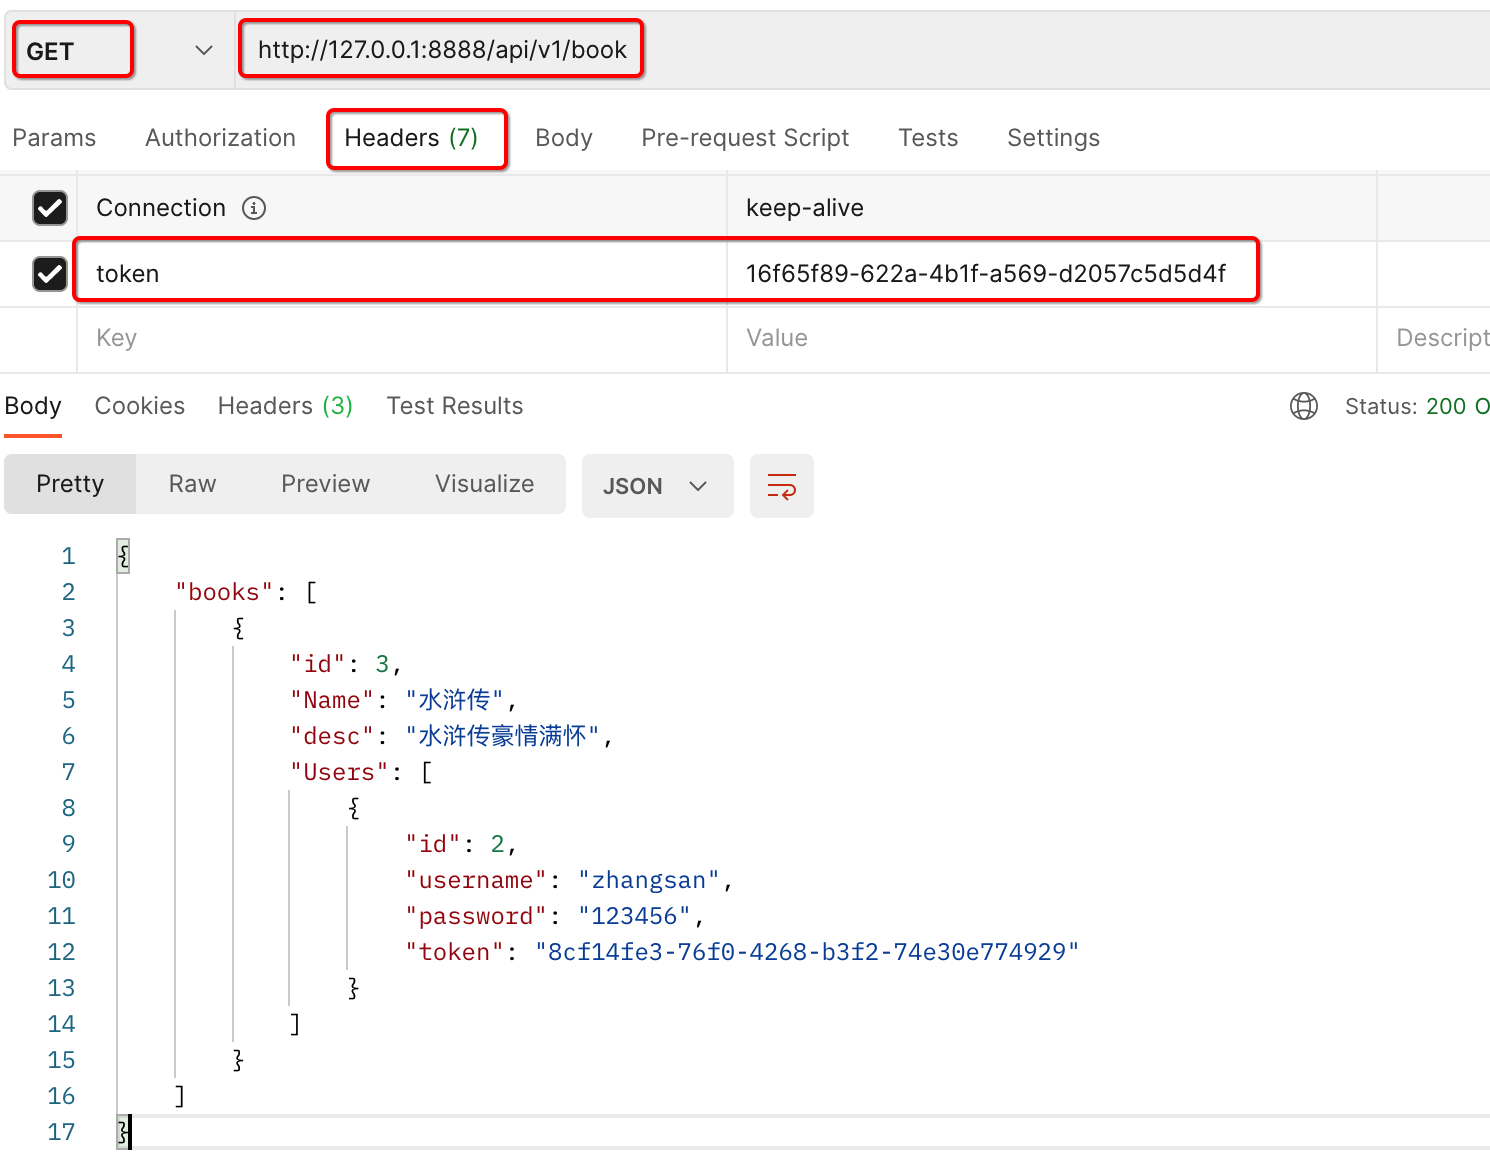 GET http://127.0.0.1:8888/api/v1/book
Params Authorization Headers (7) Body Pre-request Script Tests Settings
Connection keep-alive
token 16f65f89-622a-4b1f-a569-d2057c5d5d4f
Key Value Descript
Body Cookies Headers (3) Test Results Status: 200 O
Pretty Raw Preview Visualize JSON
1 {
2 "books": [
3 {
4 "id": 3,
5 "Name": "水浒传",
6 "desc": "水浒传豪情满怀",
7 "Users": [
8 {
9 "id": 2,
10 "username": "zhangsan",
11 "password": "123456",
12 "token": "8cf14fe3-76f0-4268-b3f2-74e30e774929"
13 }
14 ]
15 }
16 ]
17 }